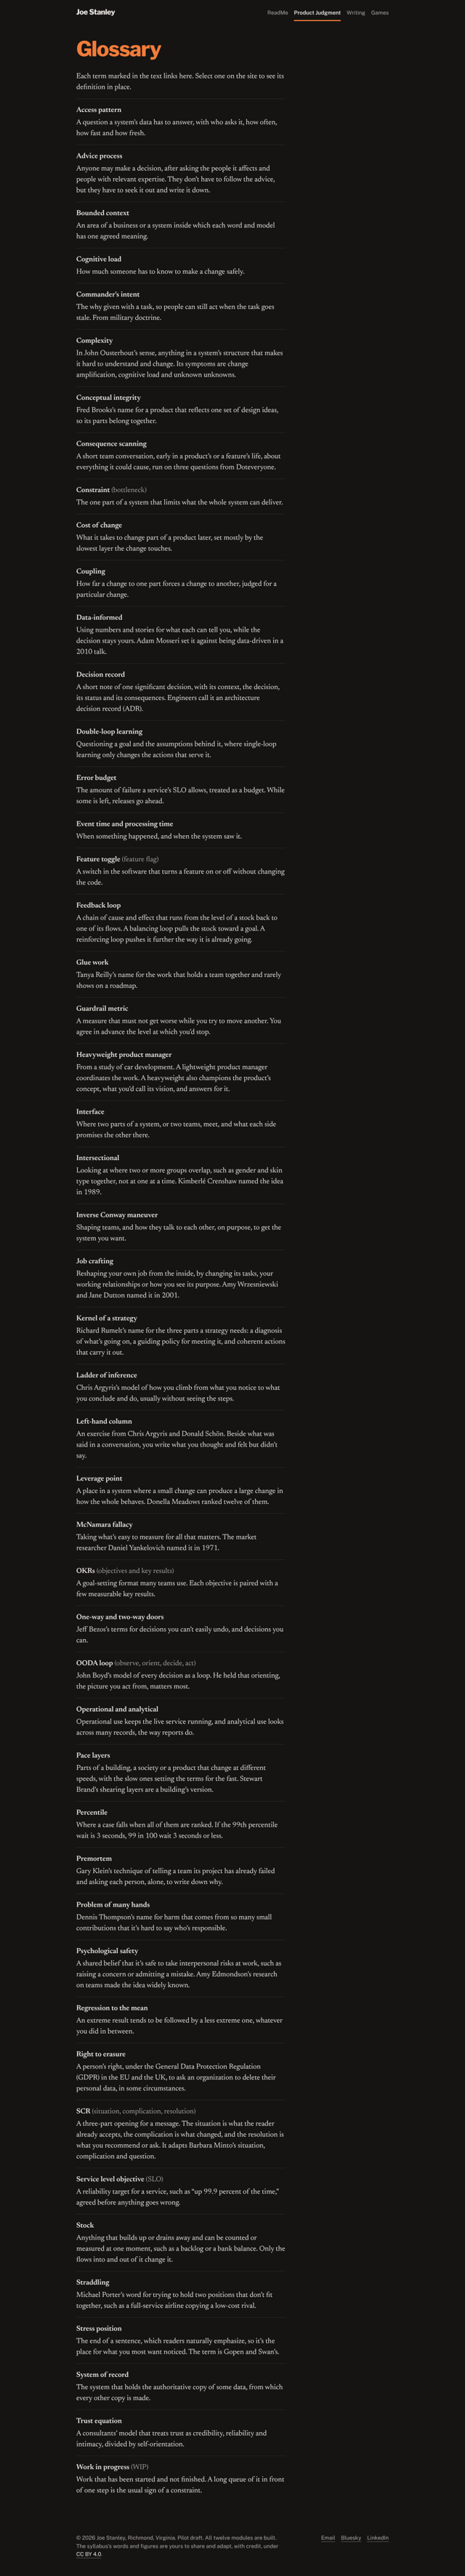 Joe Stanley
ReadMe Product Judgment Writing Games
Glossary
Each term marked in the text links here. Select one on the site to see its
definition in place.
Access pattern
A question a system's data has to answer, with who asks it, how often,
how fast and how fresh.
Advice process
Anyone may make a decision, after asking the people it affects and
people with relevant expertise. They don't have to follow the advice,
but they have to seek it out and write it down.
Bounded context
An area of a business or a system inside which each word and model
has one agreed meaning.
Cognitive load
How much someone has to know to make a change safely.
Commander's intent
The why given with a task, so people can still act when the task goes
stale. From military doctrine.
Complexity
In John Ousterhout's sense, anything in a system's structure that makes
it hard to understand and change. Its symptoms are change
amplification, cognitive load and unknown unknowns.
Conceptual integrity
Fred Brooks's name for a product that reflects one set of design ideas,
so its parts belong together.
Consequence scanning
A short team conversation, early in a product's or a feature's life, about
everything it could cause, run on three questions from Doteveryone.
Constraint (bottleneck)
The one part of a system that limits what the whole system can deliver.
Cost of change
What it takes to change part of a product later, set mostly by the
slowest layer the change touches.
Coupling
How far a change to one part forces a change to another, judged for a
particular change.
Data-informed
Using numbers and stories for what each can tell you, while the
decision stays yours. Adam Mosseri set it against being data-driven in a
2010 talk.
Decision record
A short note of one significant decision, with its context, the decision,
its status and its consequences. Engineers call it an architecture
decision record (ADR).
Double-loop learning
Questioning a goal and the assumptions behind it, where single-loop
learning only changes the actions that serve it.
Error budget
The amount of failure a service's SLO allows, treated as a budget. While
some is left, releases go ahead.
Event time and processing time
When something happened, and when the system saw it.
Feature toggle (feature flag)
A switch in the software that turns a feature on or off without changing
the code.
Feedback loop
A chain of cause and effect that runs from the level of a stock back to
one of its flows. A balancing loop pulls the stock toward a goal. A
reinforcing loop pushes it further the way it is already going.
Glue work
Tanya Reilly's name for the work that holds a team together and rarely
shows on a roadmap.
Guardrail metric
A measure that must not get worse while you try to move another. You
agree in advance the level at which you'd stop.
Heavyweight product manager
From a study of car development. A lightweight product manager
coordinates the work. A heavyweight also champions the product's
concept, what you'd call its vision, and answers for it.
Interface
Where two parts of a system, or two teams, meet, and what each side
promises the other there.
Intersectional
Looking at where two or more groups overlap, such as gender and skin
type together, not at one at a time. Kimberlé Crenshaw named the idea
in 1989.
Inverse Conway maneuver
Shaping teams, and how they talk to each other, on purpose, to get the
system you want.
Job crafting
Reshaping your own job from the inside, by changing its tasks, your
working relationships or how you see its purpose. Amy Wrzesniewski
and Jane Dutton named it in 2001.
Kernel of a strategy
Richard Rumelt's name for the three parts a strategy needs: a diagnosis
of what's going on, a guiding policy for meeting it, and coherent actions
that carry it out.
Ladder of inference
Chris Argyris's model of how you climb from what you notice to what
you conclude and do, usually without seeing the steps.
Left-hand column
An exercise from Chris Argyris and Donald Schön. Beside what was
said in a conversation, you write what you thought and felt but didn't
say.
Leverage point
A place in a system where a small change can produce a large change in
how the whole behaves. Donella Meadows ranked twelve of them.
McNamara fallacy
Taking what's easy to measure for all that matters. The market
researcher Daniel Yankelovich named it in 1971.
OKRs (objectives and key results)
A goal-setting format many teams use. Each objective is paired with a
few measurable key results.
One-way and two-way doors
Jeff Bezos's terms for decisions you can't easily undo, and decisions you
can.
OODA loop (observe, orient, decide, act)
John Boyd's model of every decision as a loop. He held that orienting,
the picture you act from, matters most.
Operational and analytical
Operational use keeps the live service running, and analytical use looks
across many records, the way reports do.
Pace layers
Parts of a building, a society or a product that change at different
speeds, with the slow ones setting the terms for the fast. Stewart
Brand's shearing layers are a building's version.
Percentile
Where a case falls when all of them are ranked. If the 99th percentile
wait is 3 seconds, 99 in 100 wait 3 seconds or less.
Premortem
Gary Klein's technique of telling a team its project has already failed
and asking each person, alone, to write down why.
Problem of many hands
Dennis Thompson's name for harm that comes from so many small
contributions that it's hard to say who's responsible.
Psychological safety
A shared belief that it's safe to take interpersonal risks at work, such as
raising a concern or admitting a mistake. Amy Edmondson's research
on teams made the idea widely known.
Regression to the mean
An extreme result tends to be followed by a less extreme one, whatever
you did in between.
Right to erasure
A person's right, under the General Data Protection Regulation
(GDPR) in the EU and the UK, to ask an organization to delete their
personal data, in some circumstances.
SCR (situation, complication, resolution)
A three-part opening for a message. The situation is what the reader
already accepts, the complication is what changed, and the resolution is
what you recommend or ask. It adapts Barbara Minto's situation,
complication and question.
Service level objective (SLO)
A reliability target for a service, such as “up 99.9 percent of the time,”
agreed before anything goes wrong.
Stock
Anything that builds up or drains away and can be counted or
measured at one moment, such as a backlog or a bank balance. Only the
flows into and out of it change it.
Straddling
Michael Porter's word for trying to hold two positions that don't fit
together, such as a full-service airline copying a low-cost rival.
Stress position
The end of a sentence, which readers naturally emphasize, so it's the
place for what you most want noticed. The term is Gopen and Swan's.
System of record
The system that holds the authoritative copy of some data, from which
every other copy is made.
Trust equation
A consultants' model that treats trust as credibility, reliability and
intimacy, divided by self-orientation.
Work in progress (WIP)
Work that has been started and not finished. A long queue of it in front
of one step is the usual sign of a constraint.
© 2026 Joe Stanley, Richmond, Virginia. Pilot draft. All twelve modules are built.
The syllabus's words and figures are yours to share and adapt, with credit, under
CC BY 4.0.
Email Bluesky LinkedIn